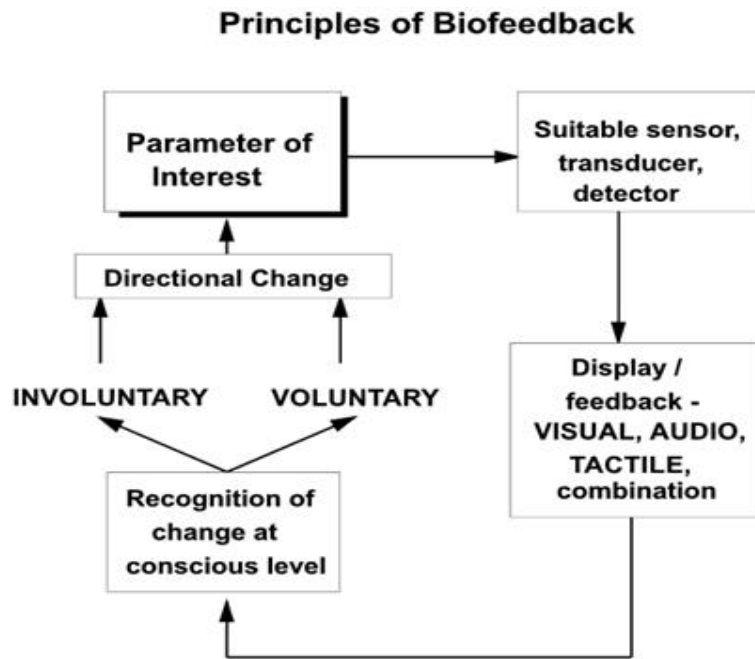 Principles of Biofeedback
Parameter of
Interest
Suitable sensor,
transducer,
detector
Directional Change
Display /
feedback -
VISUAL, AUDIO,
TACTILE,
combination
INVOLUNTARY
VOLUNTARY
Recognition of
change at
conscious level